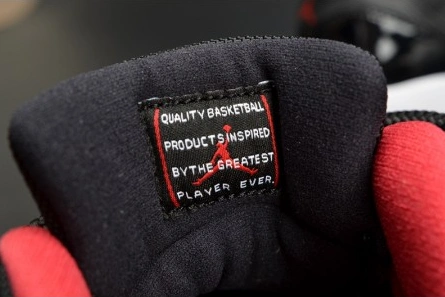 QUALITY BASKETBALL
PRODUCTS INSPIRED
BY THE GREATEST
PLAYER EVER.